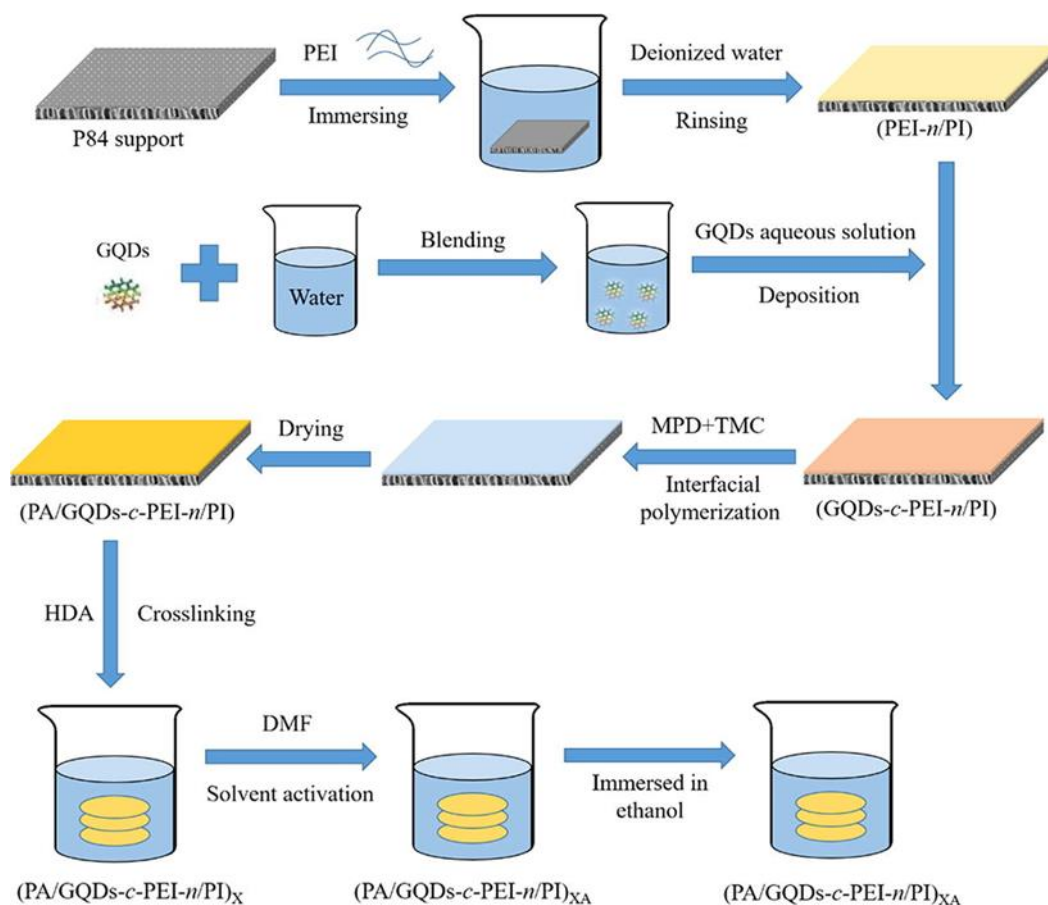 PEI
Immersing
P84 support
Deionized water
Rinsing
(PEI-n/PI)
GQDs
Water
Blending
GQDs aqueous solution
Deposition
Drying
MPD+TMC
Interfacial
polymerization
(PA/GQDs-c-PEI-n/PI)
(GQDs-c-PEI-n/PI)
HDA
Crosslinking
DMF
Solvent activation
Immersed in
ethanol
(PA/GQDs-c-PEI-n/PI)X
(PA/GQDs-c-PEI-n/PI)XA
(PA/GQDs-c-PEI-n/PI)XA